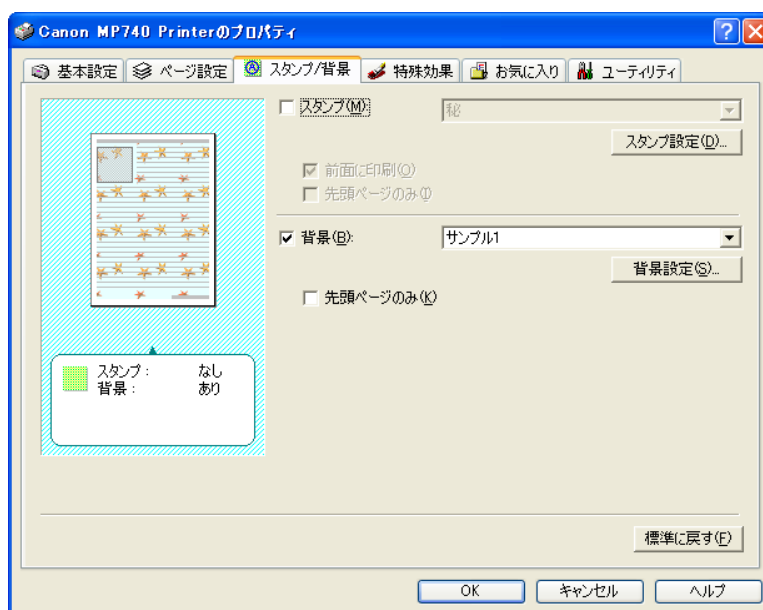 Canon MP740 Printerのプロパティ
基本設定 ページ設定 スタンプ/背景 特殊効果 お気に入り ユーティリティ
スタンプ(M): 秘
スタンプ設定(D)...
前面に印刷(O)
先頭ページのみ(I)
背景(B): サンプル1
背景設定(S)...
先頭ページのみ(K)
スタンプ: なし
背景: あり
標準に戻す(F)
OK キャンセル ヘルプ